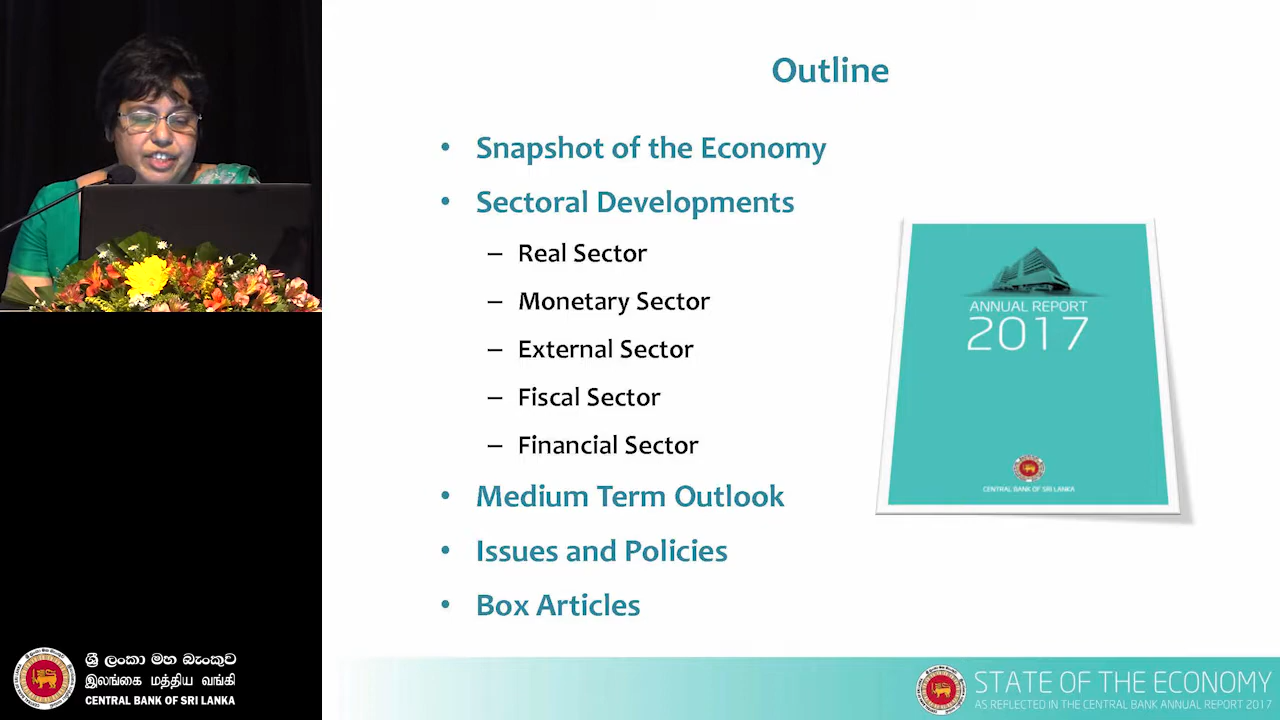 Outline
• Snapshot of the Economy
• Sectoral Developments
– Real Sector
– Monetary Sector
– External Sector
– Fiscal Sector
– Financial Sector
• Medium Term Outlook
• Issues and Policies
• Box Articles
ANNUAL REPORT
2017
CENTRAL BANK OF SRI LANKA
ශ්‍රී ලංකා මහ බැංකුව
இலங்கை மத்திய வங்கி
CENTRAL BANK OF SRI LANKA
STATE OF THE ECONOMY
AS REFLECTED IN THE CENTRAL BANK ANNUAL REPORT 2017